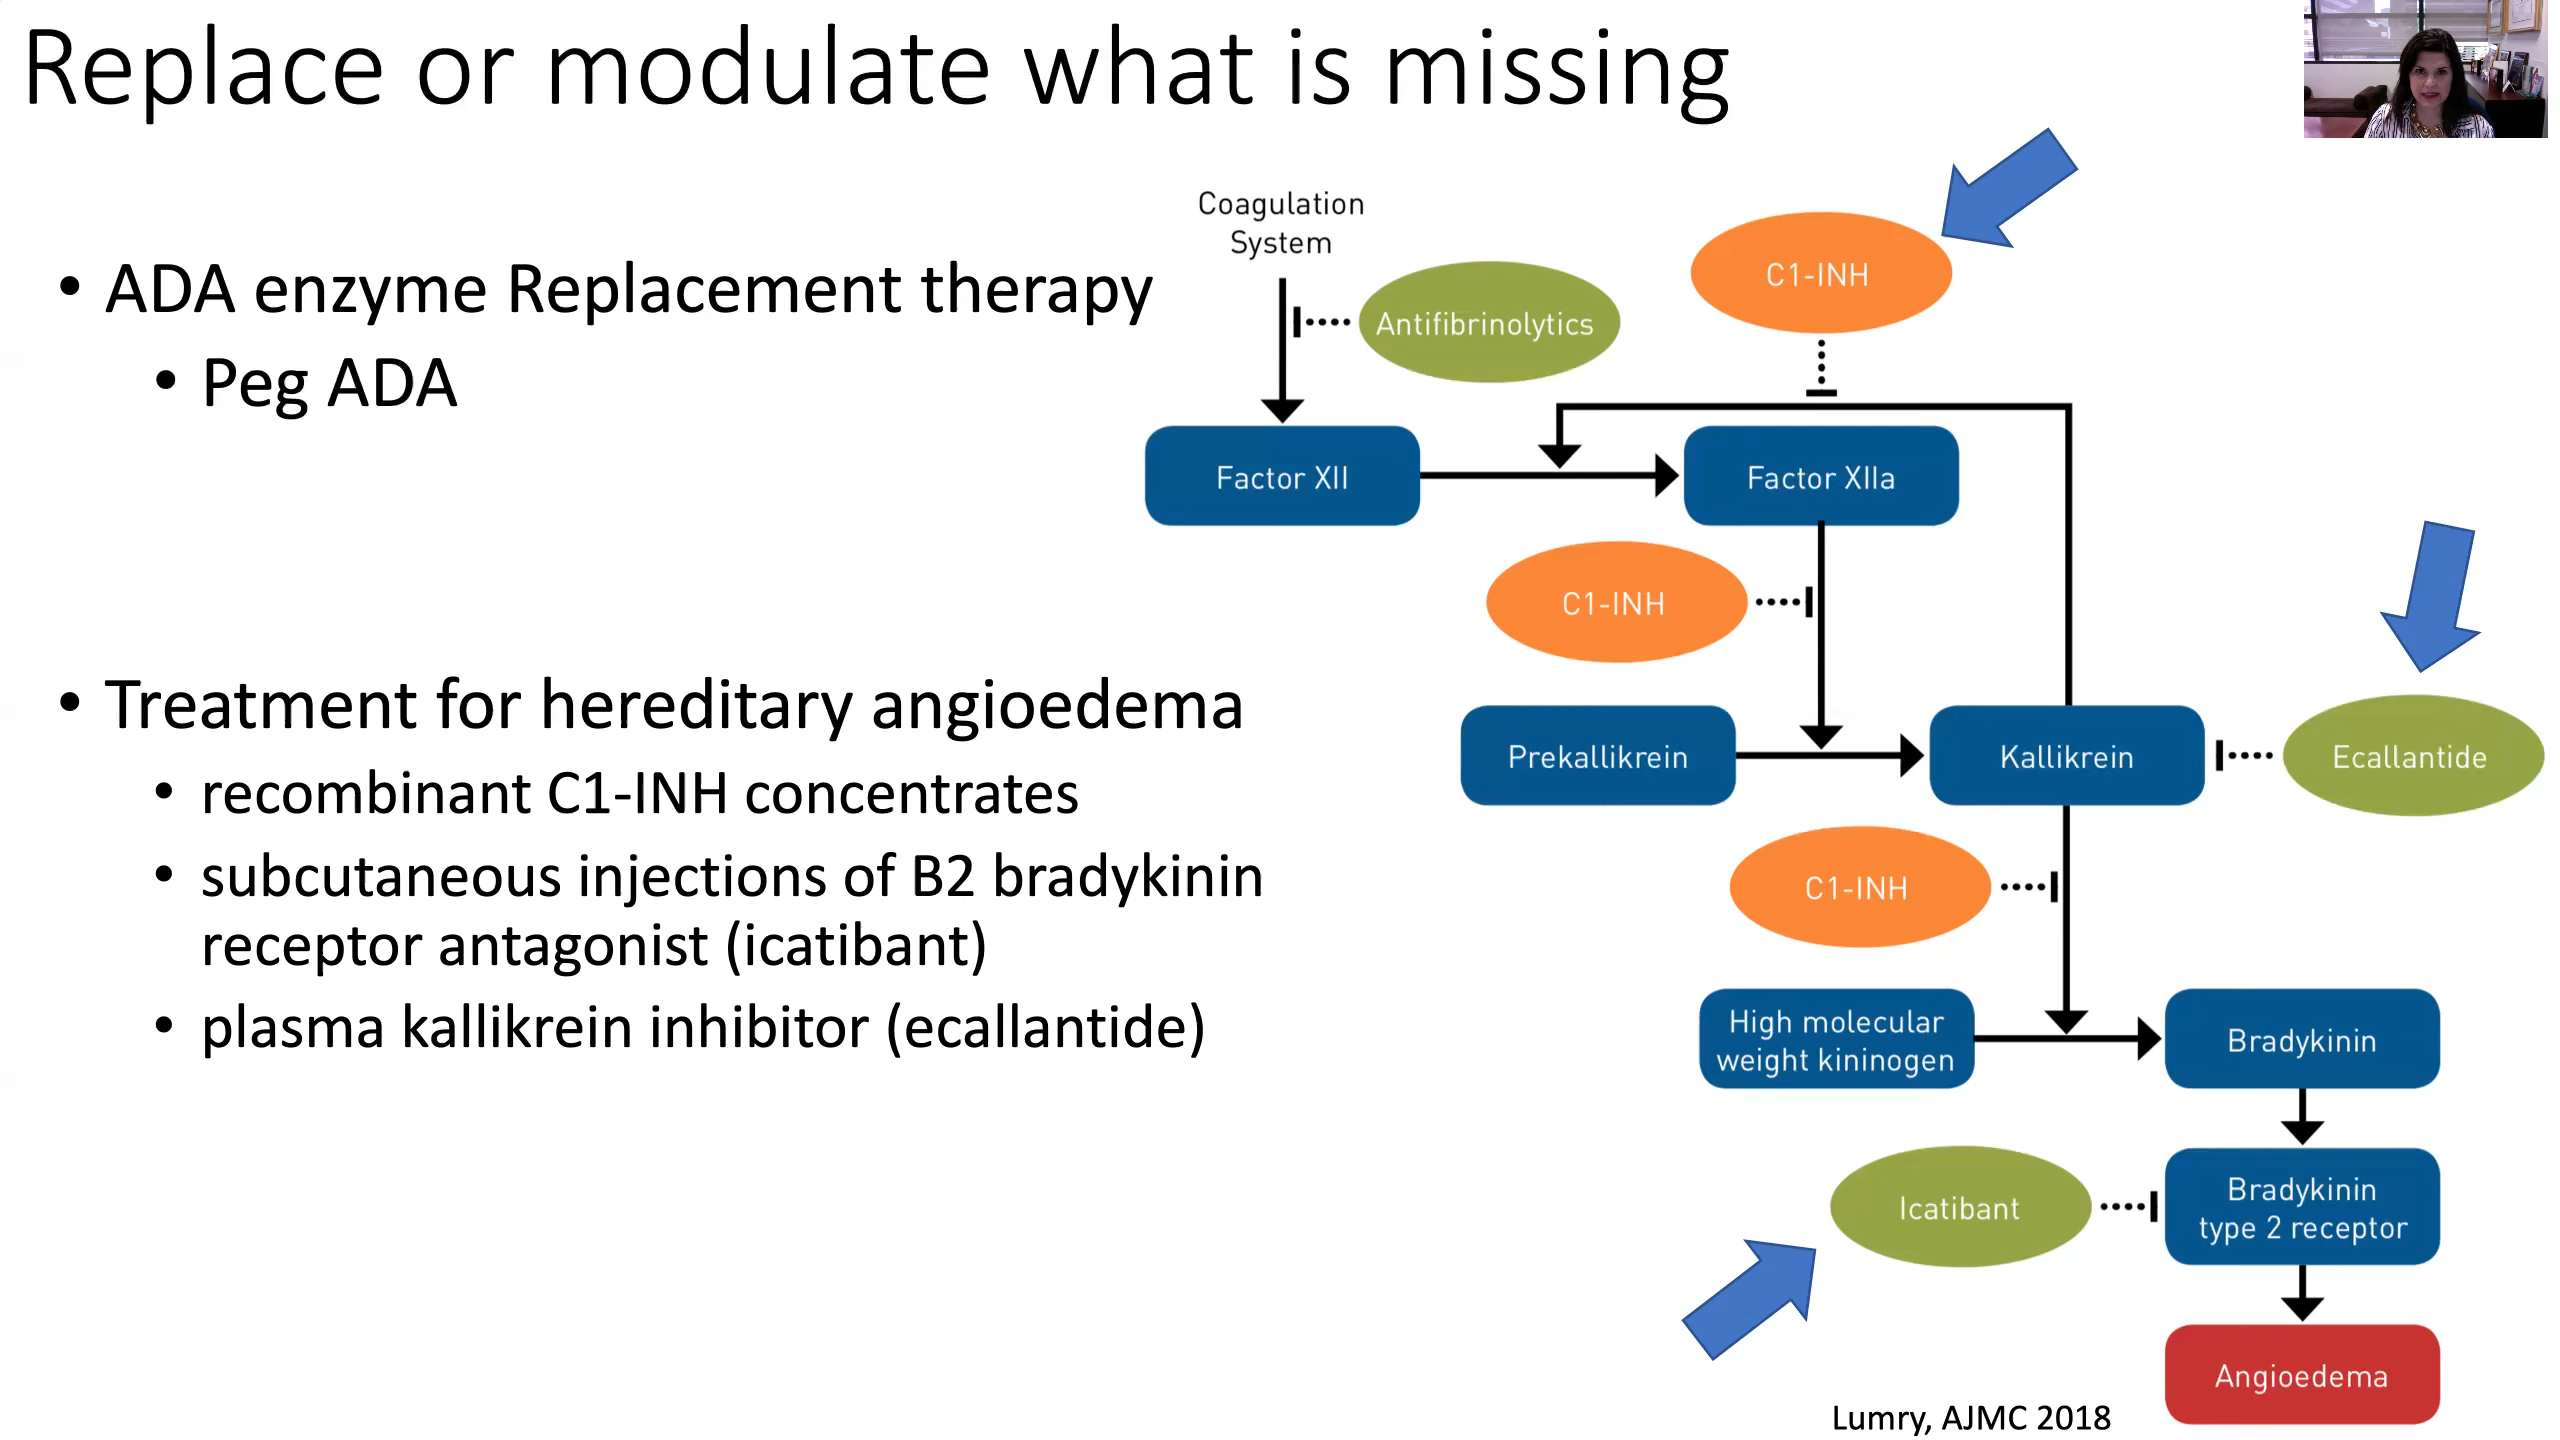 Replace or modulate what is missing
• ADA enzyme Replacement therapy
• Peg ADA
• Treatment for hereditary angioedema
• recombinant C1-INH concentrates
• subcutaneous injections of B2 bradykinin
receptor antagonist (icatibant)
• plasma kallikrein inhibitor (ecallantide)
Coagulation
System
Antifibrinolytics
C1-INH
Factor XII
Factor XIIa
C1-INH
Prekallikrein
Kallikrein
Ecallantide
C1-INH
High molecular
weight kininogen
Bradykinin
Icatibant
Bradykinin
type 2 receptor
Angioedema
Lumry, AJMC 2018